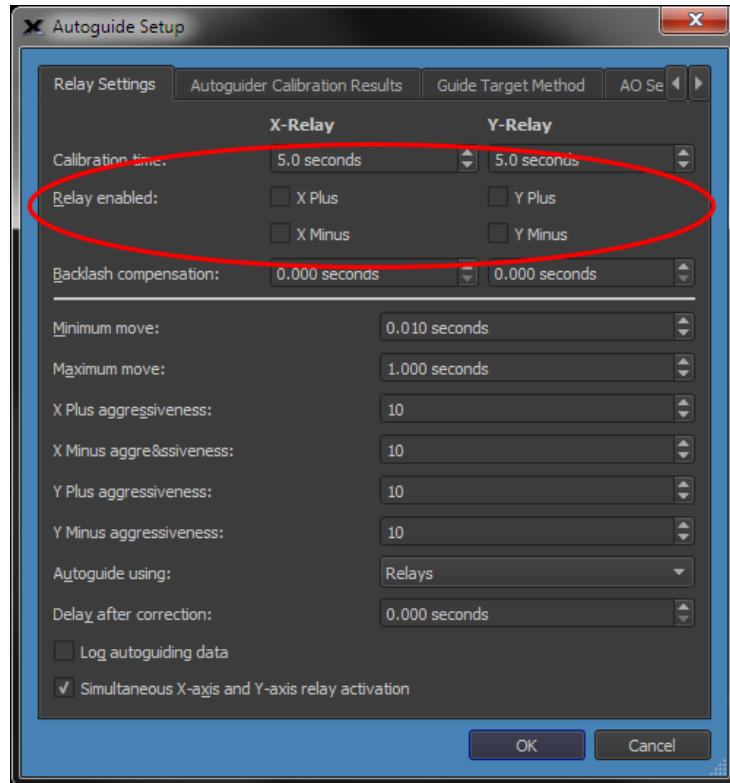 Autoguide Setup
Relay Settings Autoguider Calibration Results Guide Target Method AO Se
X-Relay Y-Relay
Calibration time: 5.0 seconds 5.0 seconds
Relay enabled: X Plus Y Plus
X Minus Y Minus
Backlash compensation: 0.000 seconds 0.000 seconds
Minimum move: 0.010 seconds
Maximum move: 1.000 seconds
X Plus aggressiveness: 10
X Minus aggre&ssiveness: 10
Y Plus aggressiveness: 10
Y Minus aggressiveness: 10
Autoguide using: Relays
Delay after correction: 0.000 seconds
Log autoguiding data
Simultaneous X-axis and Y-axis relay activation
OK Cancel